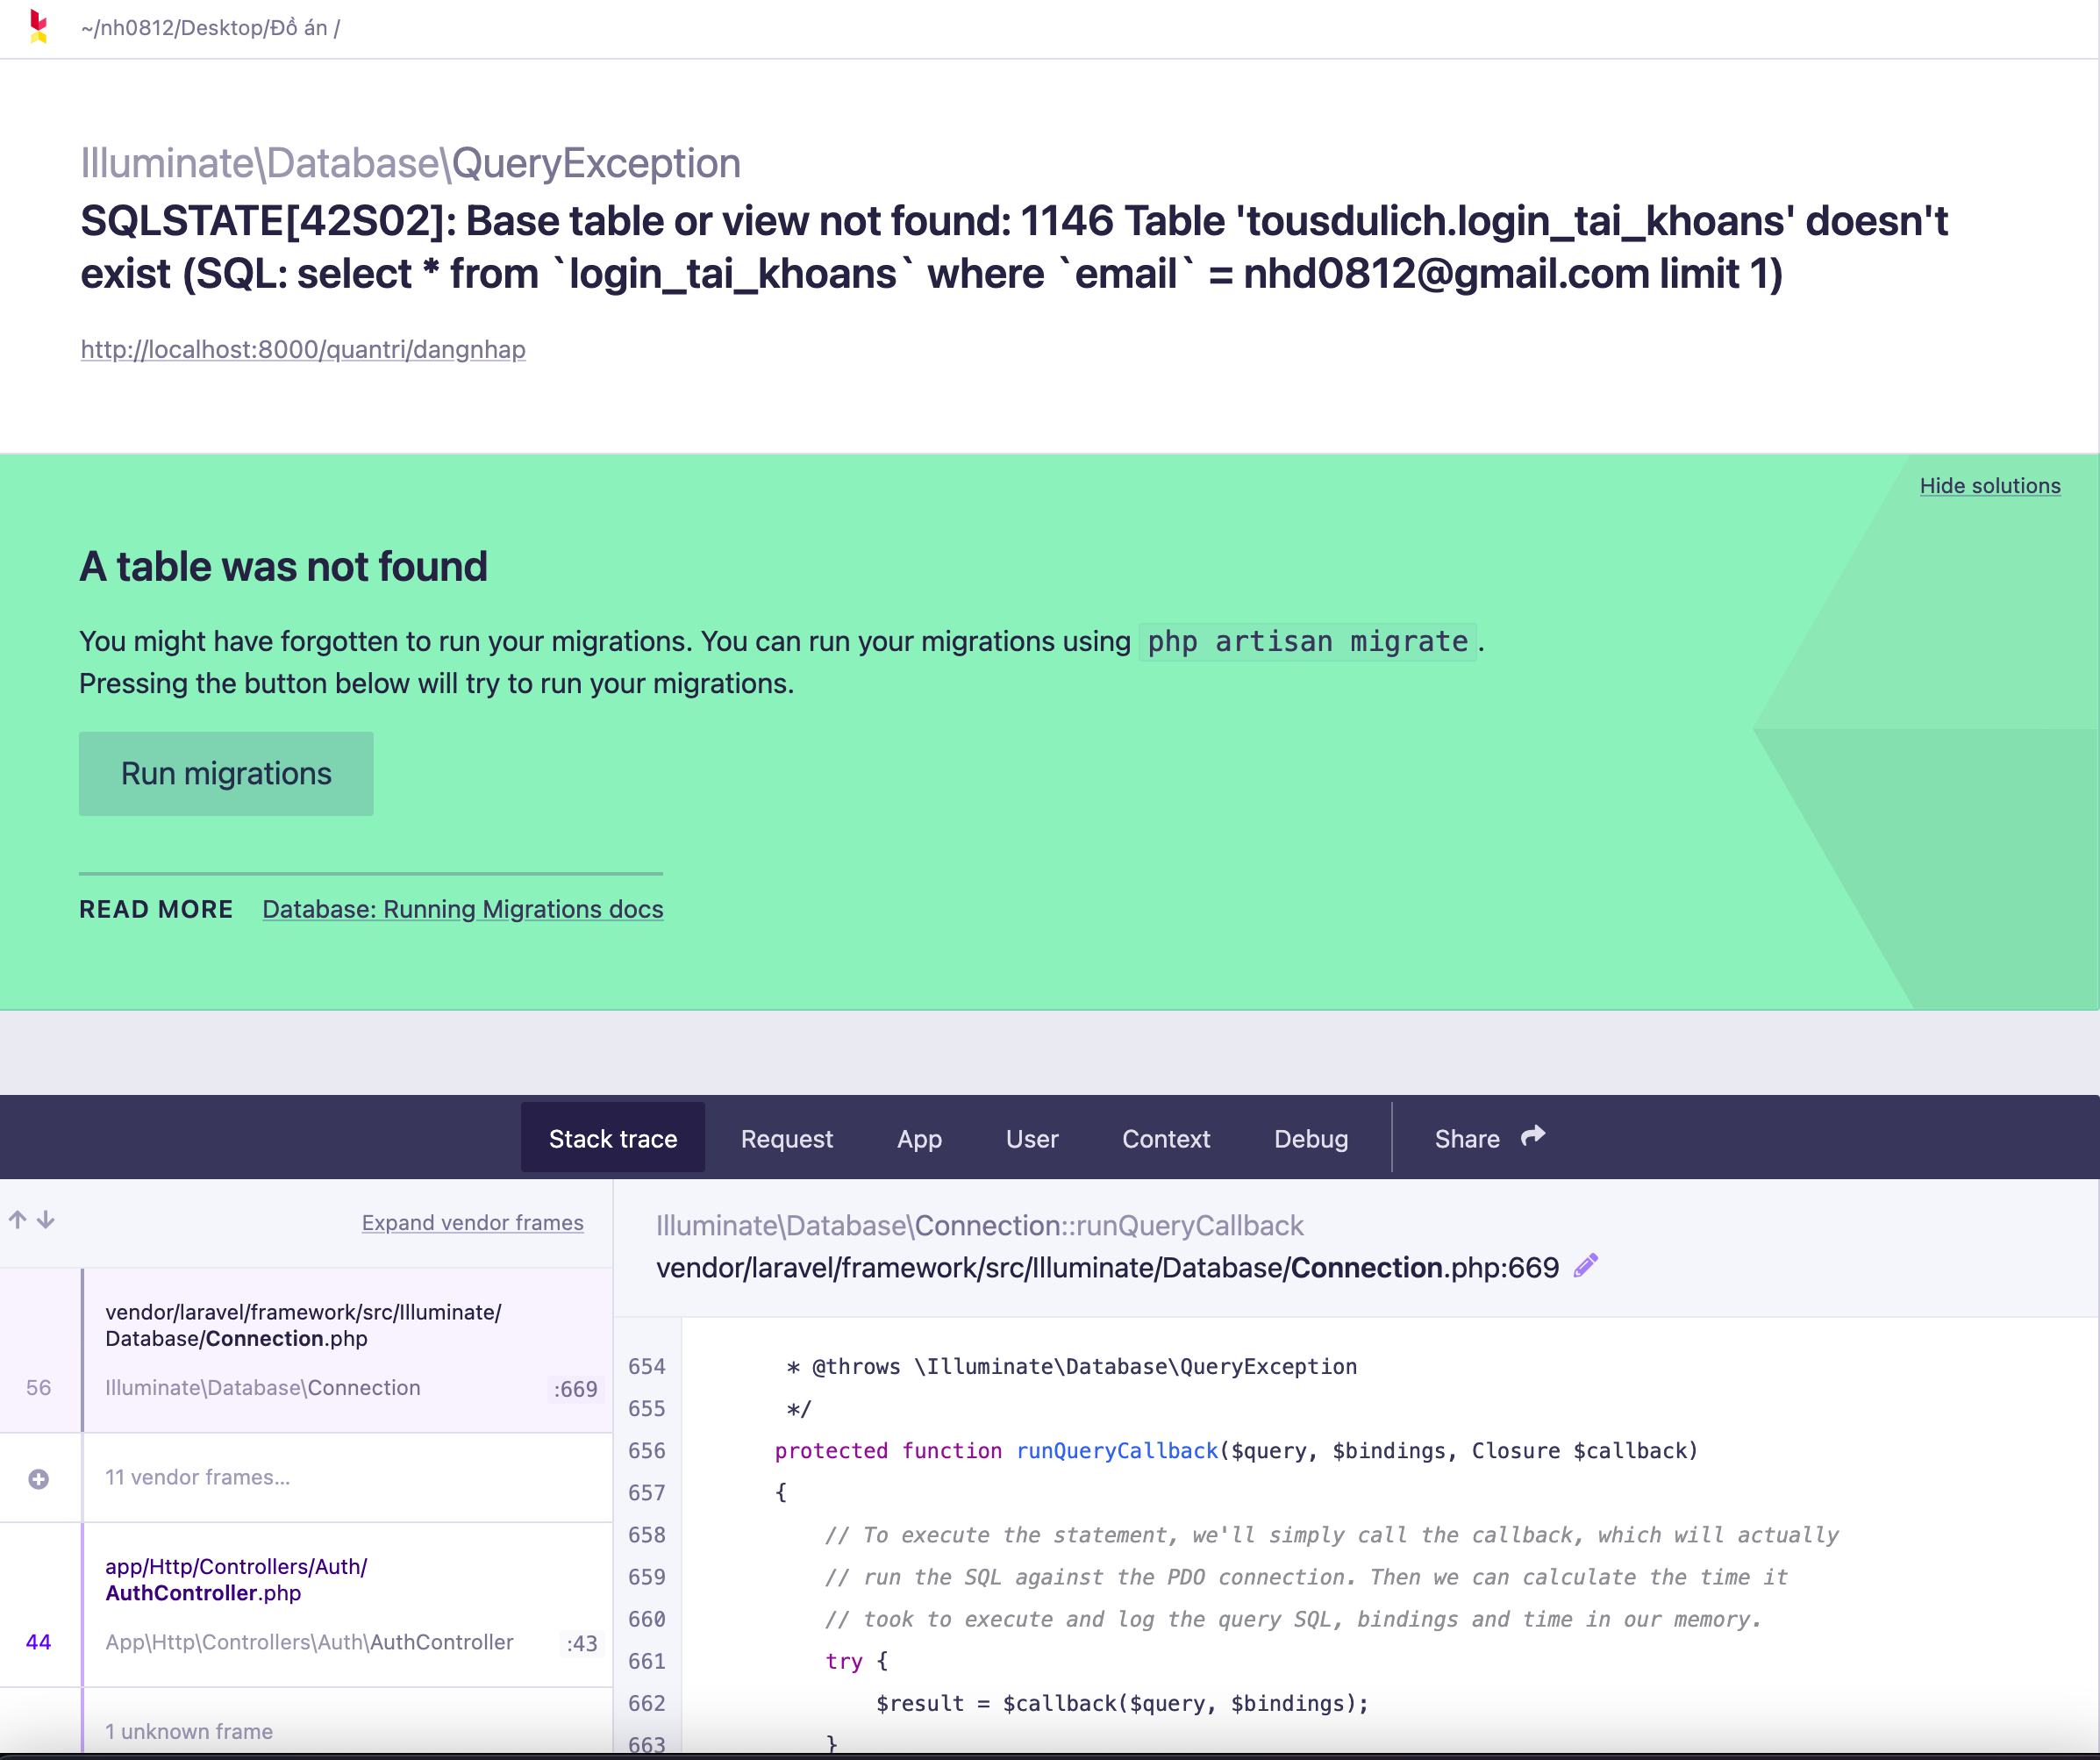 ~/nh0812/Desktop/Đồ án /
Illuminate\Database\QueryException
SQLSTATE[42S02]: Base table or view not found: 1146 Table 'tousdulich.login_tai_khoans' doesn't
exist (SQL: select * from `login_tai_khoans` where `email` = nhd0812@gmail.com limit 1)
http://localhost:8000/quantri/dangnhap
Hide solutions
A table was not found
You might have forgotten to run your migrations. You can run your migrations using php artisan migrate.
Pressing the button below will try to run your migrations.
Run migrations
READ MORE Database: Running Migrations docs
Stack trace Request App User Context Debug Share
Expand vendor frames
vendor/laravel/framework/src/Illuminate/
Database/Connection.php
56 Illuminate\Database\Connection :669
11 vendor frames...
app/Http/Controllers/Auth/
AuthController.php
44 App\Http\Controllers\Auth\AuthController :43
1 unknown frame
Illuminate\Database\Connection::runQueryCallback
vendor/laravel/framework/src/Illuminate/Database/Connection.php:669
654 * @throws \Illuminate\Database\QueryException
655 */
656 protected function runQueryCallback($query, $bindings, Closure $callback)
657 {
658 // To execute the statement, we'll simply call the callback, which will actually
659 // run the SQL against the PDO connection. Then we can calculate the time it
660 // took to execute and log the query SQL, bindings and time in our memory.
661 try {
662 $result = $callback($query, $bindings);
663 }